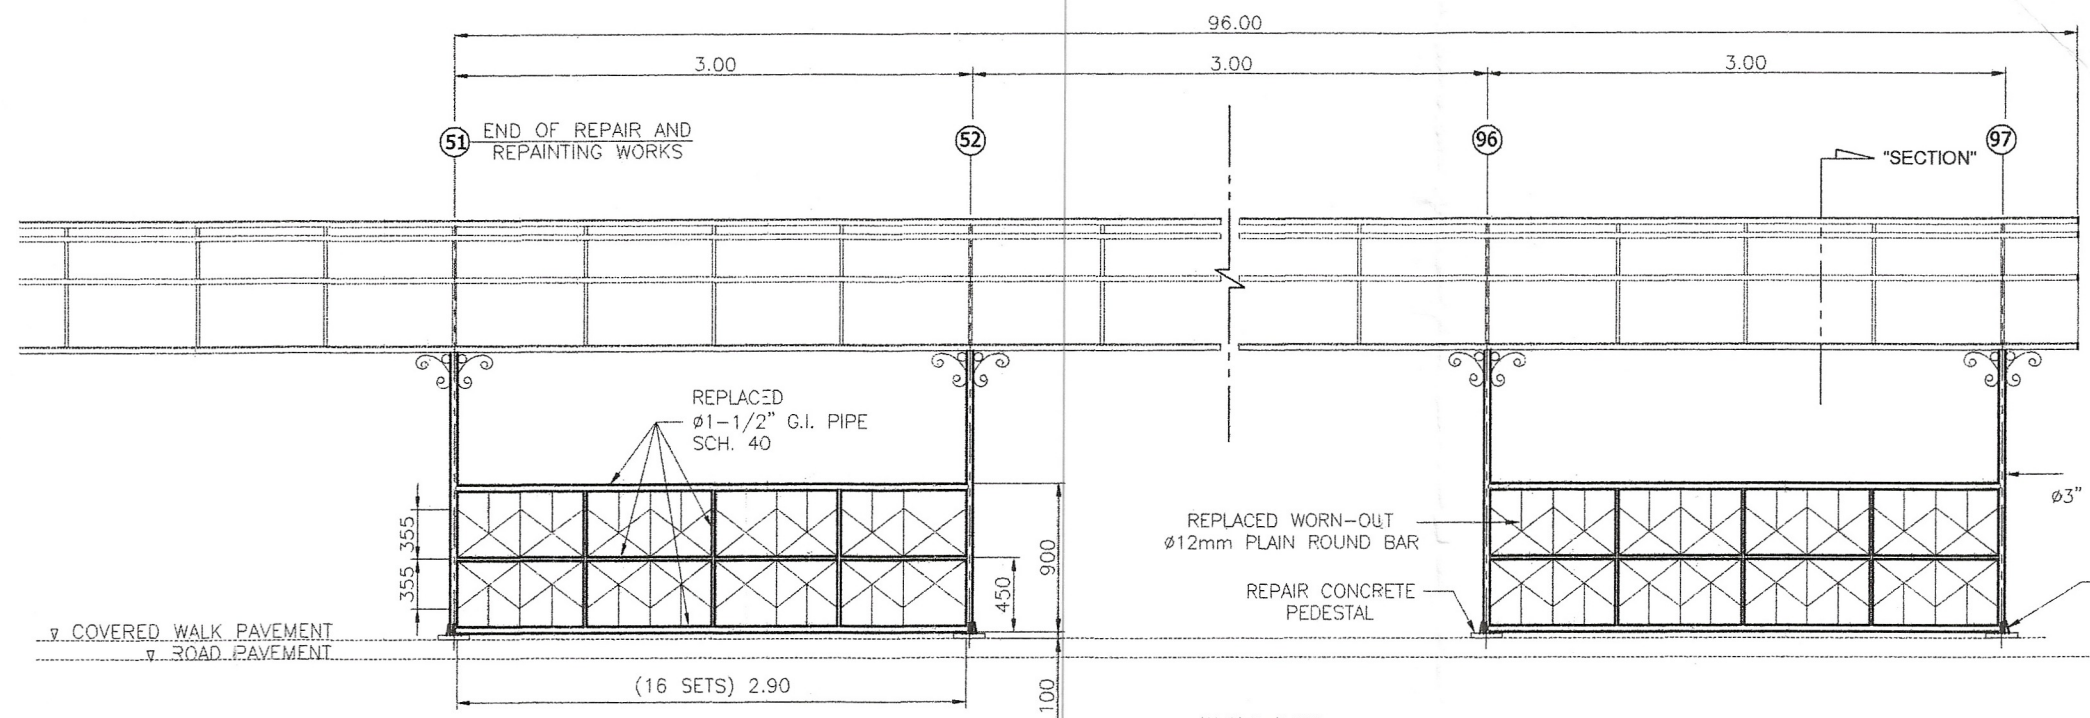 96.00
3.00
3.00
3.00
51
END OF REPAIR AND
REPAINTING WORKS
52
96
97
"SECTION"
REPLACED
ø1-1/2" G.I. PIPE
SCH. 40
355
355
900
450
ø3"
REPLACED WORN-OUT
ø12mm PLAIN ROUND BAR
REPAIR CONCRETE
PEDESTAL
COVERED WALK PAVEMENT
ROAD PAVEMENT
(16 SETS) 2.90
100